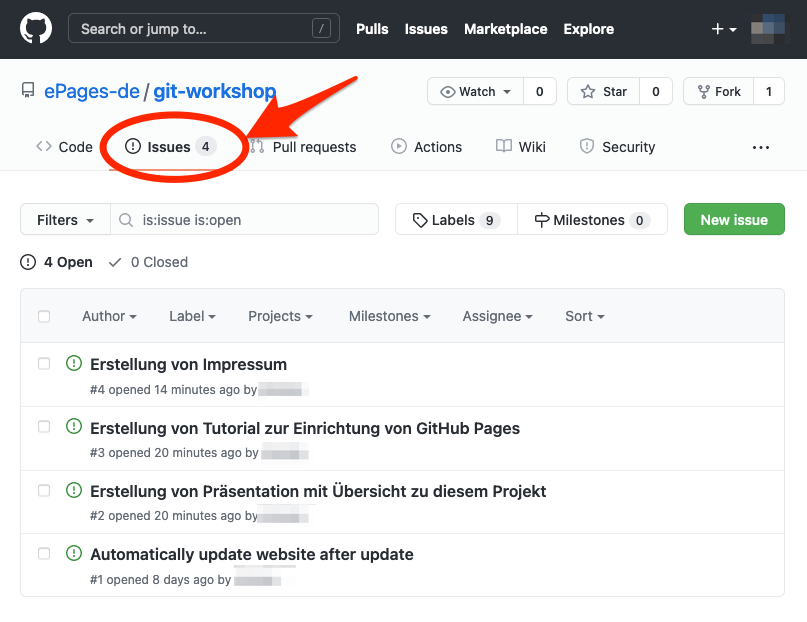 Search or jump to... / Pulls Issues Marketplace Explore
ePages-de / git-workshop Watch 0 Star 0 Fork 1
Code Issues 4 Pull requests Actions Wiki Security
Filters is:issue is:open Labels 9 Milestones 0 New issue
4 Open 0 Closed
Author Label Projects Milestones Assignee Sort
Erstellung von Impressum
#4 opened 14 minutes ago by
Erstellung von Tutorial zur Einrichtung von GitHub Pages
#3 opened 20 minutes ago by
Erstellung von Präsentation mit Übersicht zu diesem Projekt
#2 opened 20 minutes ago by
Automatically update website after update
#1 opened 8 days ago by